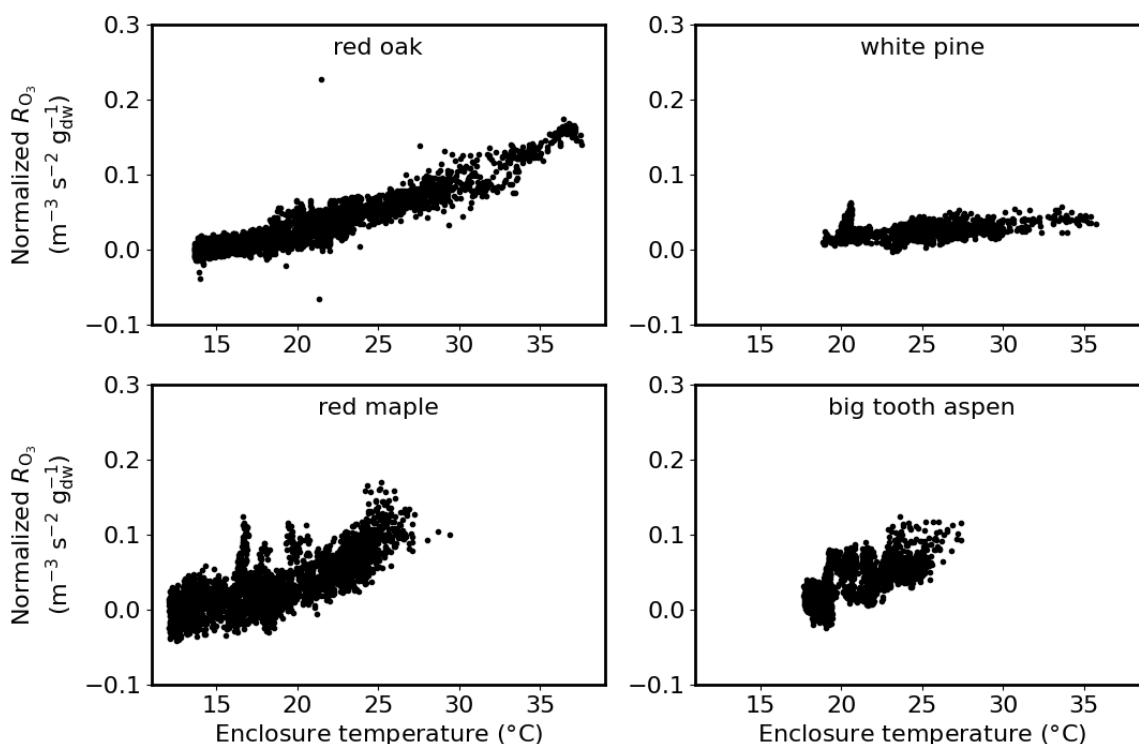 red oak
0.3
0.2
0.1
0.0
−0.1
Normalized R_O₃
(m⁻³ s⁻² g_dw⁻¹)
15 20 25 30 35
white pine
0.3
0.2
0.1
0.0
−0.1
15 20 25 30 35
red maple
0.3
0.2
0.1
0.0
−0.1
Normalized R_O₃
(m⁻³ s⁻² g_dw⁻¹)
15 20 25 30 35
Enclosure temperature (°C)
big tooth aspen
0.3
0.2
0.1
0.0
−0.1
15 20 25 30 35
Enclosure temperature (°C)